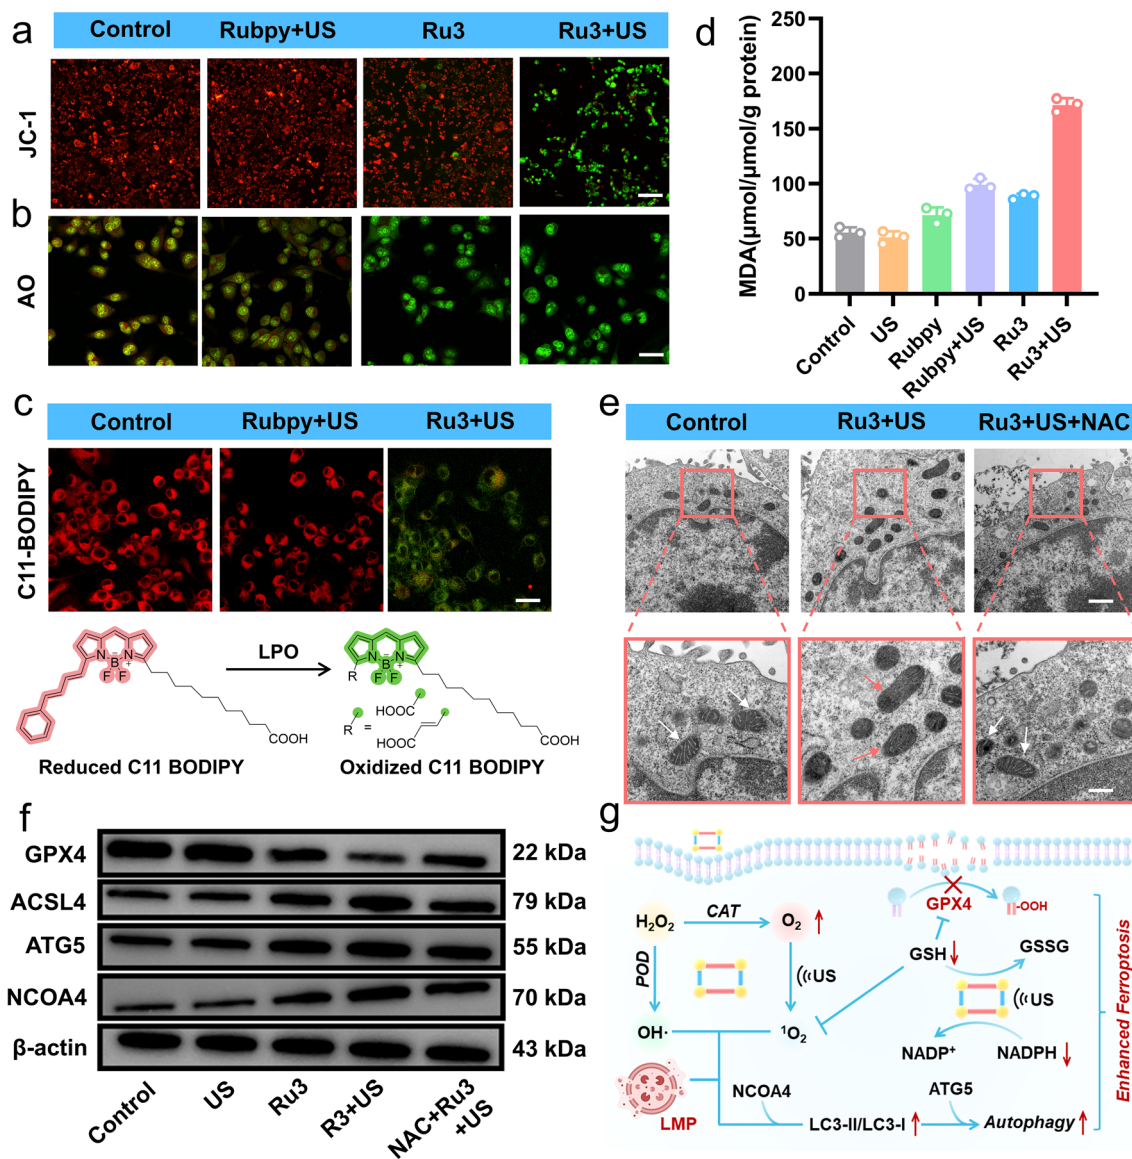 a
Control Rubpy+US Ru3 Ru3+US
JC-1
b
AO
d
MDA(μmol/μmol/g protein)
250
200
150
100
50
0
Control
US
Rubpy
Rubpy+US
Ru3
Ru3+US
c
Control Rubpy+US Ru3+US
C11-BODIPY
LPO
N B N
− +
F F
COOH
Reduced C11 BODIPY
N B N
− +
R F F
R =
HOOC
HOOC
COOH
Oxidized C11 BODIPY
e
Control Ru3+US Ru3+US+NAC
f
GPX4 22 kDa
ACSL4 79 kDa
ATG5 55 kDa
NCOA4 70 kDa
β-actin 43 kDa
Control
US
Ru3
R3+US
NAC+Ru3
+US
g
GPX4
-OOH
H2O2
CAT
O2
POD
US
GSH
GSSG
US
OH·
¹O2
NADP⁺
NADPH
LMP
NCOA4
LC3-II/LC3-I
ATG5
Autophagy
Enhanced Ferroptosis